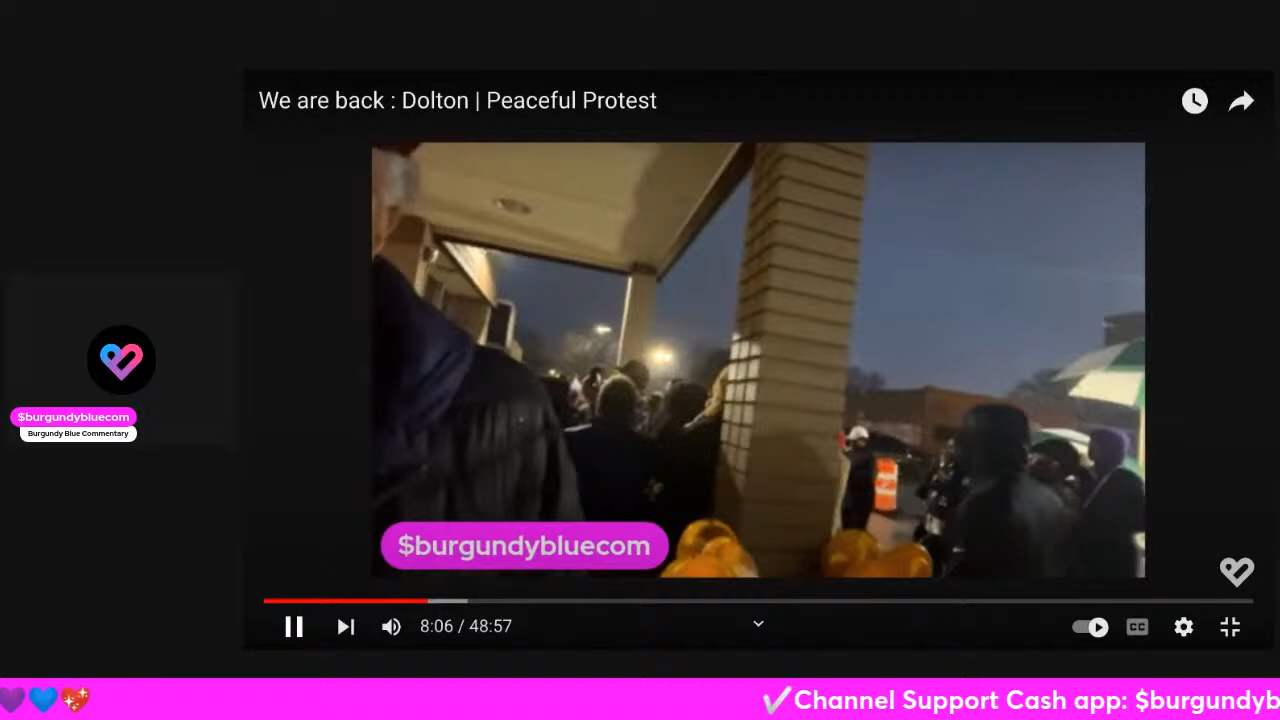 We are back : Dolton | Peaceful Protest
$burgundybluecom
Burgundy Blue Commentary
$burgundybluecom
8:06 / 48:57
CC
✔Channel Support Cash app: $burgundyb